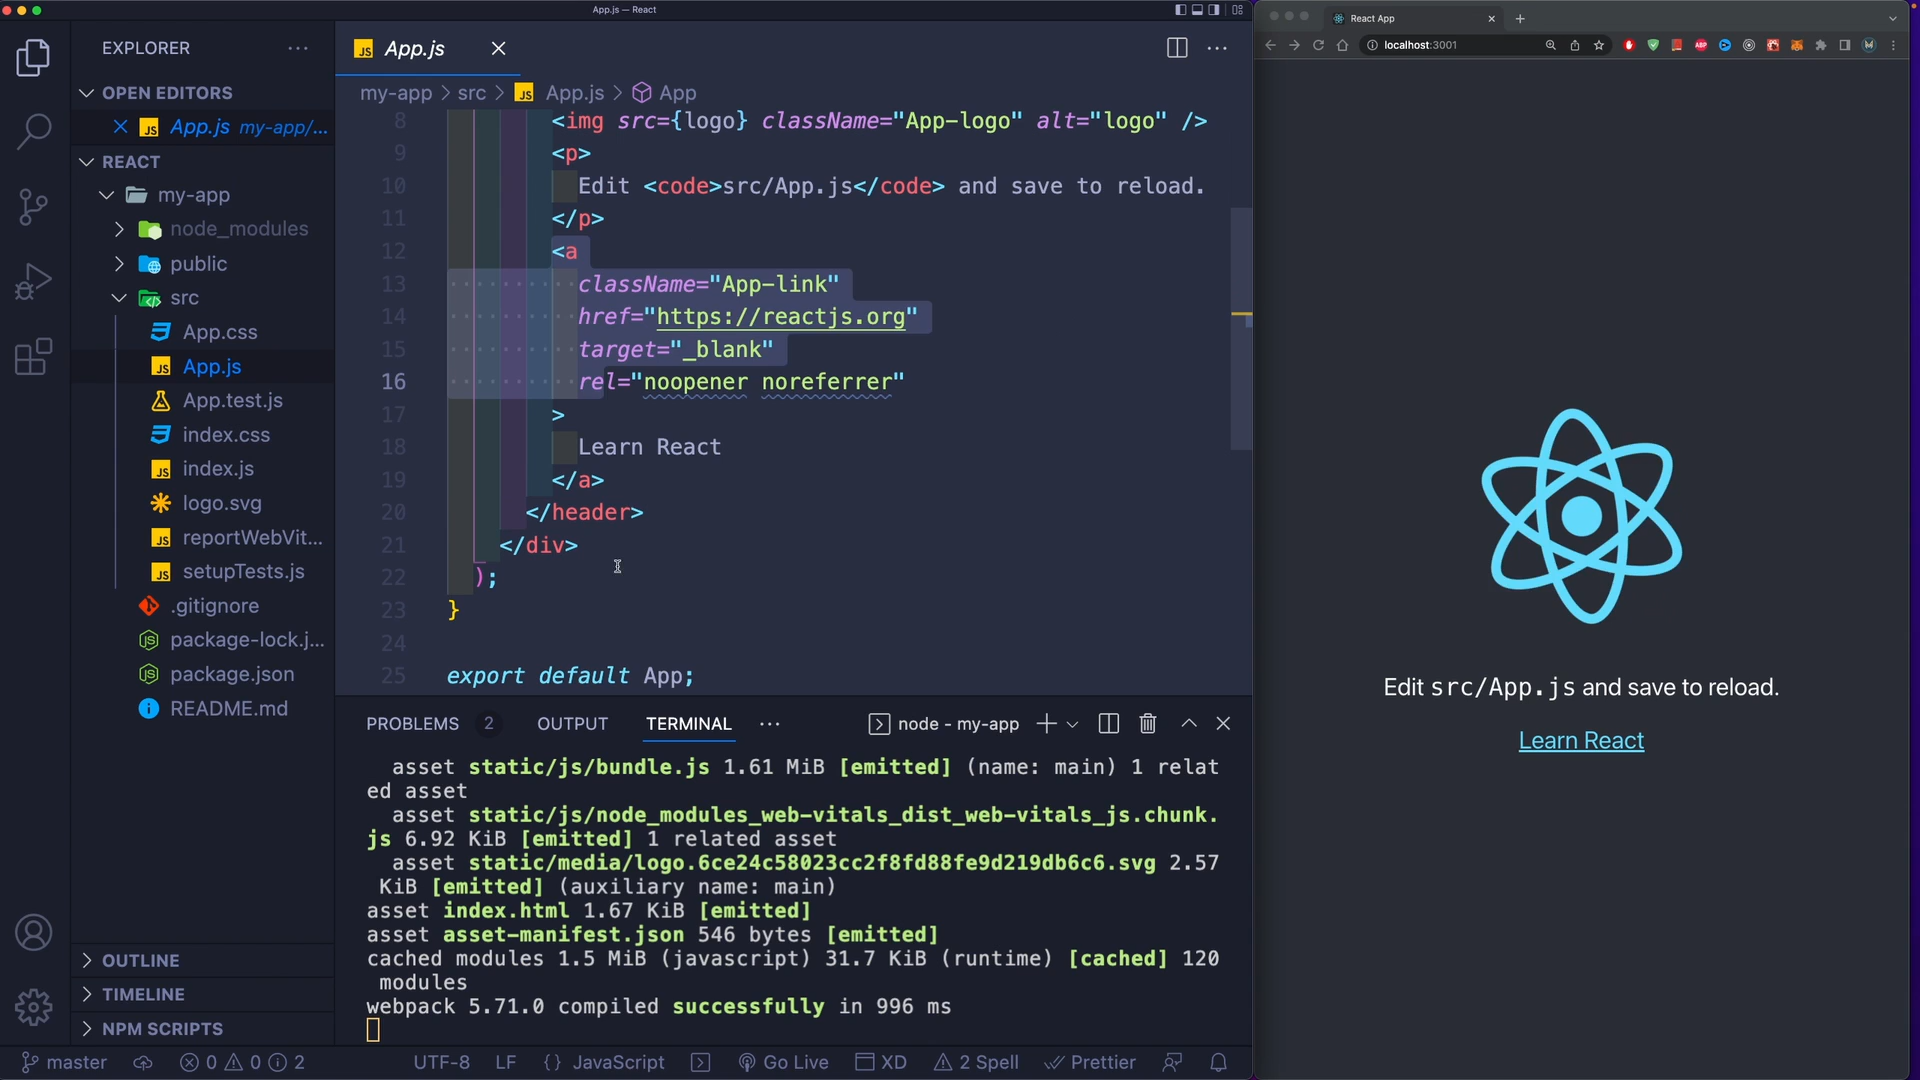 App.js — React
EXPLORER
OPEN EDITORS
App.js my-app/...
REACT
my-app
node_modules
public
src
App.css
App.js
App.test.js
index.css
index.js
logo.svg
reportWebVit...
setupTests.js
.gitignore
package-lock.j...
package.json
README.md
OUTLINE
TIMELINE
NPM SCRIPTS
App.js
my-app > src > JS App.js > App
8 <img src={logo} className="App-logo" alt="logo" />
9 <p>
10 Edit <code>src/App.js</code> and save to reload.
11 </p>
12 <a
13 className="App-link"
14 href="https://reactjs.org"
15 target="_blank"
16 rel="noopener noreferrer"
17 >
18 Learn React
19 </a>
20 </header>
21 </div>
22 );
23 }
24
25 export default App;
PROBLEMS 2 OUTPUT TERMINAL ··· node - my-app
asset static/js/bundle.js 1.61 MiB [emitted] (name: main) 1 relat
ed asset
asset static/js/node_modules_web-vitals_dist_web-vitals_js.chunk.
js 6.92 KiB [emitted] 1 related asset
asset static/media/logo.6ce24c58023cc2f8fd88fe9d219db6c6.svg 2.57
KiB [emitted] (auxiliary name: main)
asset index.html 1.67 KiB [emitted]
asset asset-manifest.json 546 bytes [emitted]
cached modules 1.5 MiB (javascript) 31.7 KiB (runtime) [cached] 120
modules
webpack 5.71.0 compiled successfully in 996 ms
master 0 0 2 UTF-8 LF {} JavaScript Go Live XD 2 Spell Prettier
React App
localhost:3001
ABP
Edit src/App.js and save to reload.
Learn React